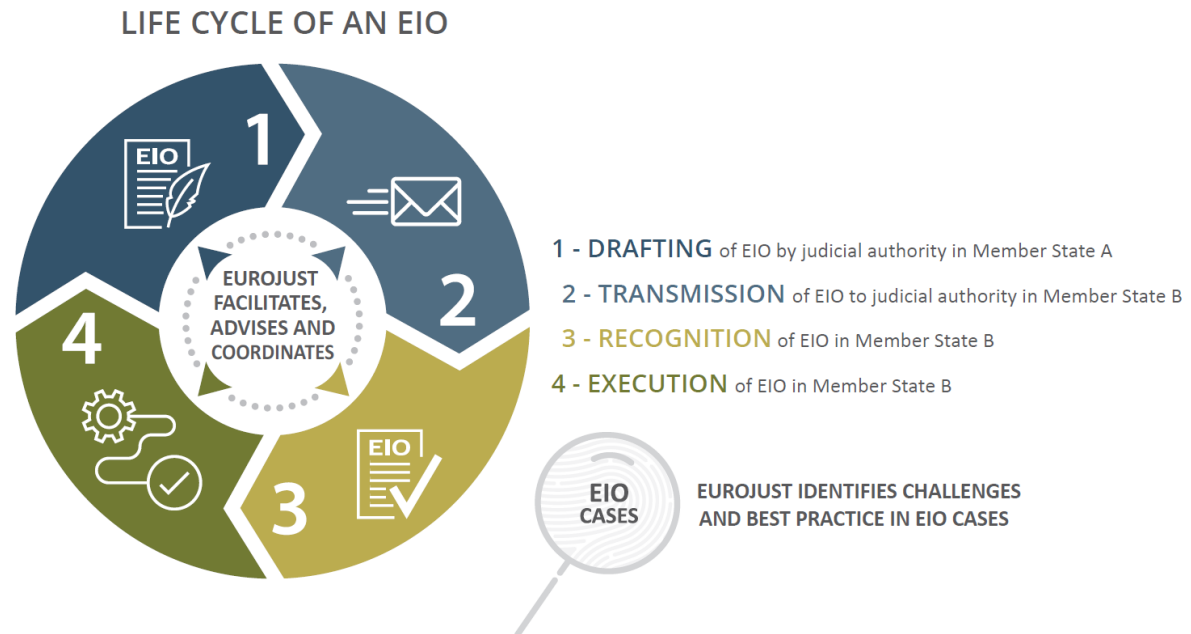 LIFE CYCLE OF AN EIO
1
EIO
2
EUROJUST
FACILITATES,
ADVISES AND
COORDINATES
4
3
EIO
1 - DRAFTING of EIO by judicial authority in Member State A
2 - TRANSMISSION of EIO to judicial authority in Member State B
3 - RECOGNITION of EIO in Member State B
4 - EXECUTION of EIO in Member State B
EIO
CASES
EUROJUST IDENTIFIES CHALLENGES
AND BEST PRACTICE IN EIO CASES